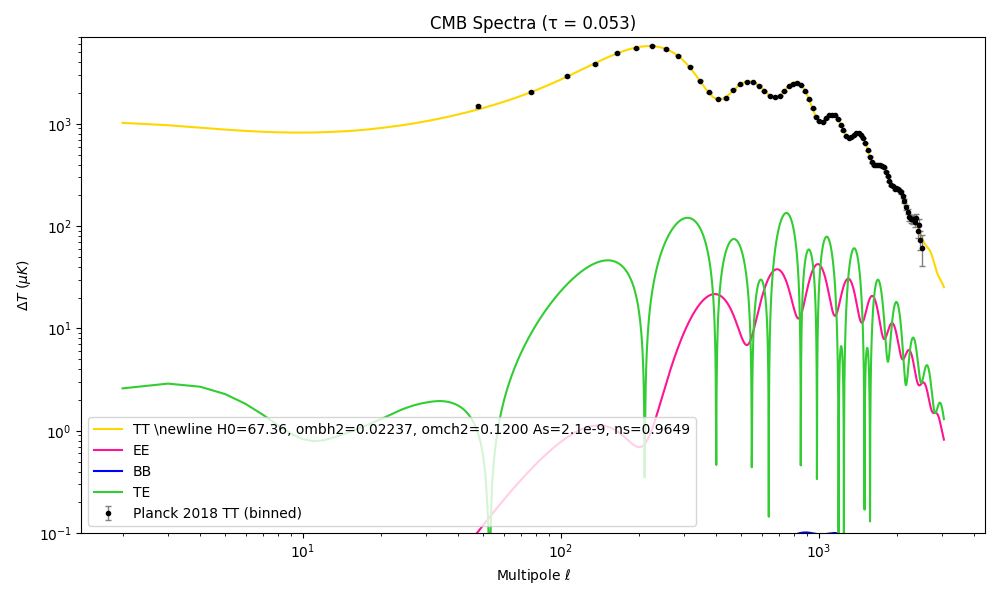 CMB Spectra (τ = 0.053)
ΔT (μK)
10³
10²
10¹
10⁰
10⁻¹
TT \newline H0=67.36, ombh2=0.02237, omch2=0.1200 As=2.1e-9, ns=0.9649
EE
BB
TE
Planck 2018 TT (binned)
10¹ 10² 10³
Multipole ℓ